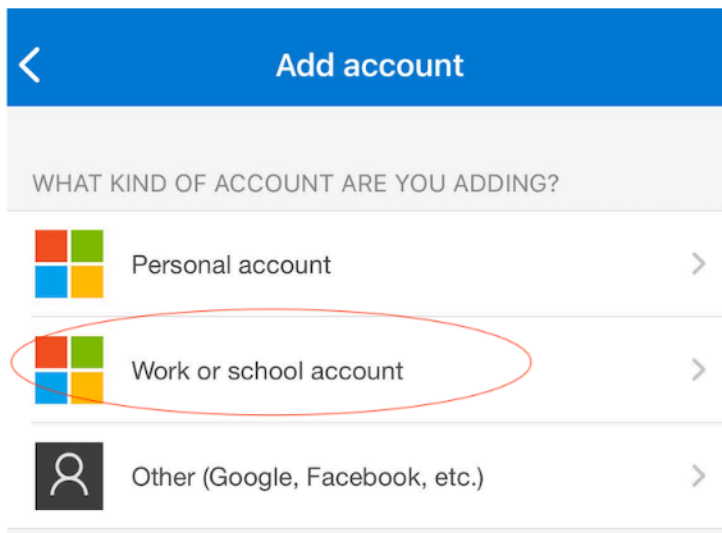 Add account
WHAT KIND OF ACCOUNT ARE YOU ADDING?
Personal account
Work or school account
Other (Google, Facebook, etc.)